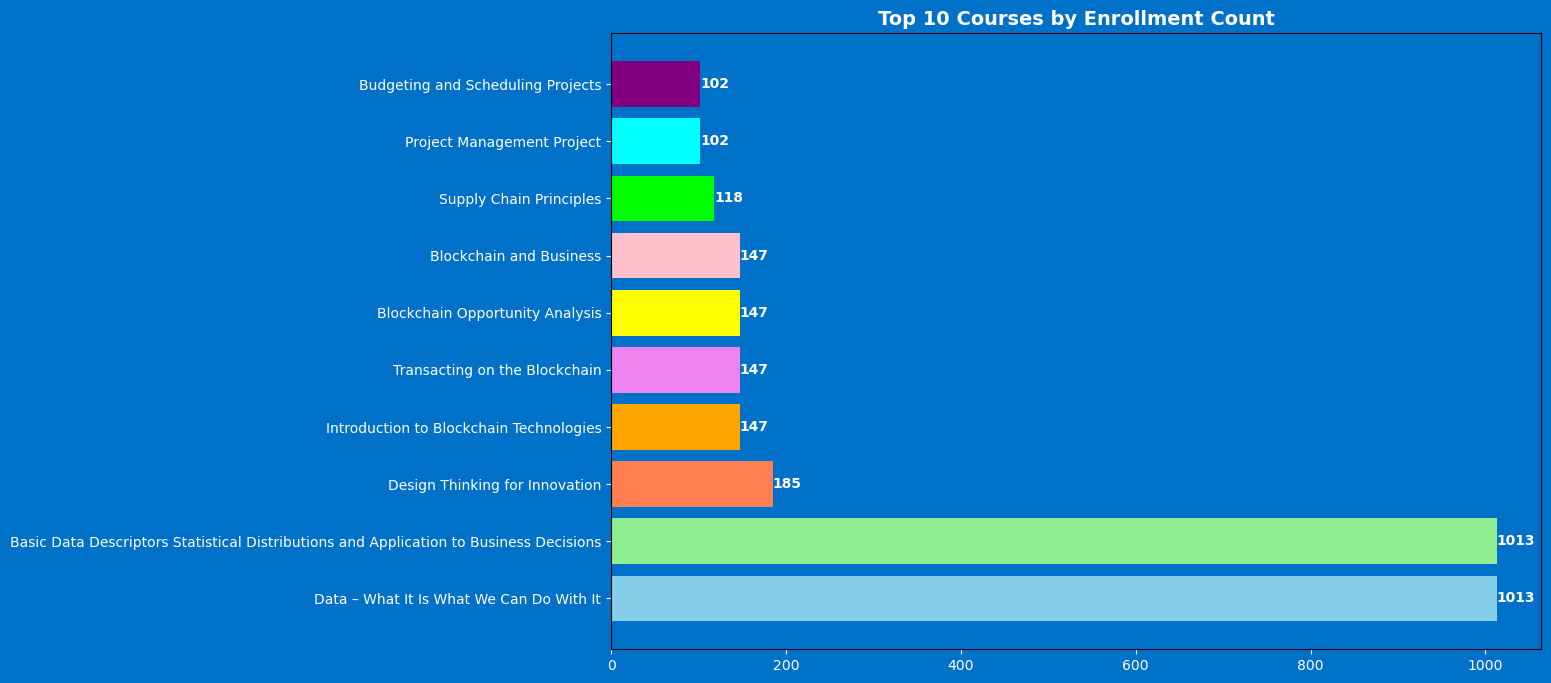 Top 10 Courses by Enrollment Count
Budgeting and Scheduling Projects 102
Project Management Project 102
Supply Chain Principles 118
Blockchain and Business 147
Blockchain Opportunity Analysis 147
Transacting on the Blockchain 147
Introduction to Blockchain Technologies 147
Design Thinking for Innovation 185
Basic Data Descriptors Statistical Distributions and Application to Business Decisions 1013
Data – What It Is What We Can Do With It 1013
0 200 400 600 800 1000